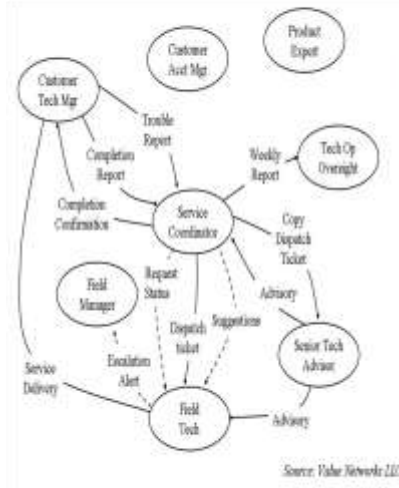 Product
Expert
Customer
Acct Mgt
Customer
Tech Mgr
Trouble
Report
Completion
Report
Weekly
Report
Tech Op
Oversight
Completion
Confirmation
Service
Coordinator
Copy
Dispatch
Ticket
Request
Status
Field
Manager
Advisory
Dispatch
ticket
Suggestions
Senior Tech
Advisor
Escalation
Alert
Service
Delivery
Field
Tech
Advisory
Source: Value Networks LLC